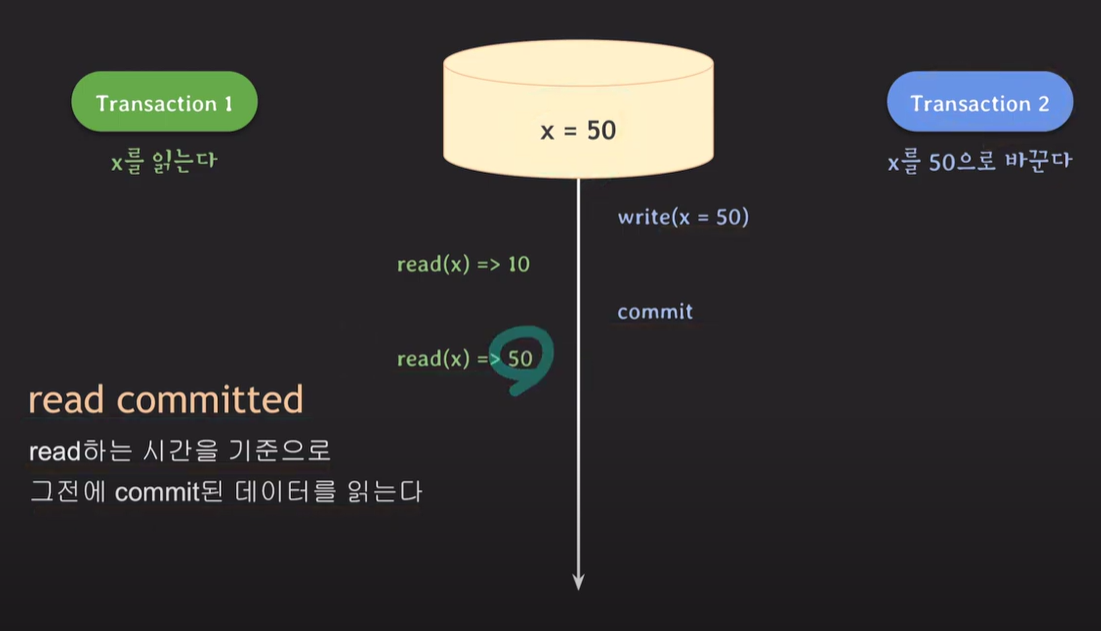 Transaction 1
x를 읽는다
x = 50
Transaction 2
x를 50으로 바꾼다
write(x = 50)
read(x) => 10
commit
read(x) => 50
read committed
read하는 시간을 기준으로
그전에 commit된 데이터를 읽는다